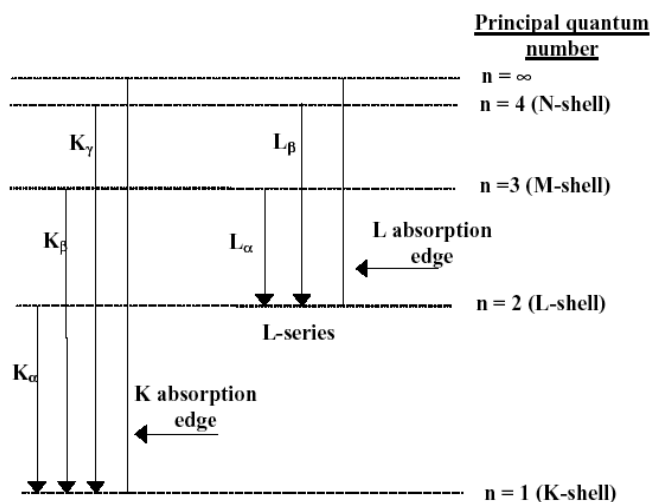 Principal quantum
number
n = ∞
n = 4 (N-shell)
Kγ
Lβ
n =3 (M-shell)
Kβ
Lα
L absorption
edge
n = 2 (L-shell)
L-series
Kα
K absorption
edge
n = 1 (K-shell)